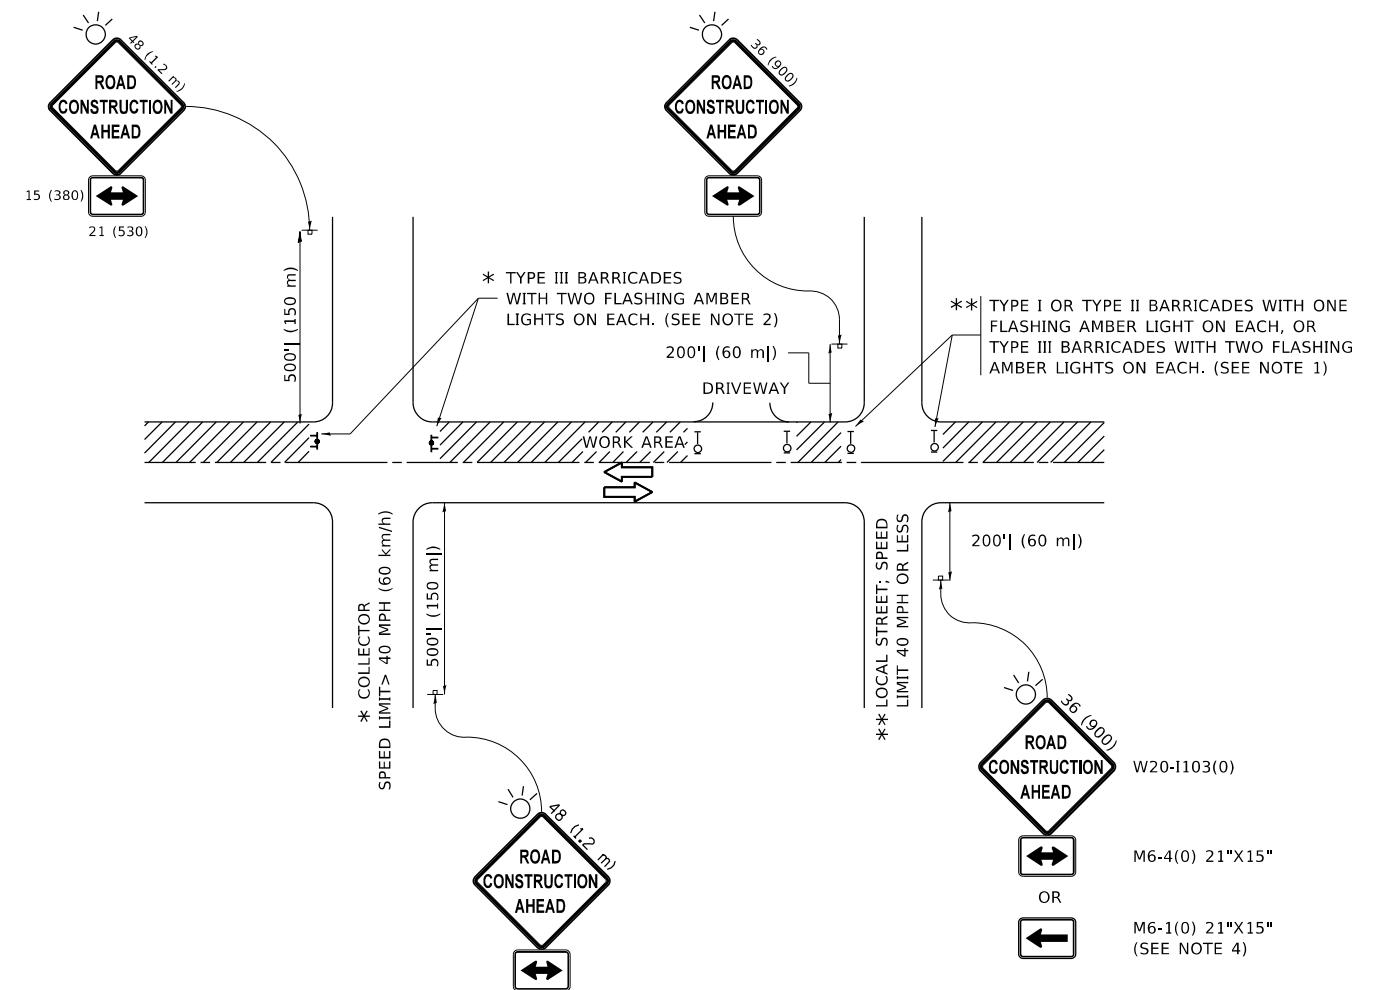 48 (1.2 m)
ROAD
CONSTRUCTION
AHEAD
15 (380)
21 (530)
36 (900)
ROAD
CONSTRUCTION
AHEAD
500'| (150 m)
* TYPE III BARRICADES
WITH TWO FLASHING AMBER
LIGHTS ON EACH. (SEE NOTE 2)
200'| (60 m|)
DRIVEWAY
** TYPE I OR TYPE II BARRICADES WITH ONE
FLASHING AMBER LIGHT ON EACH, OR
TYPE III BARRICADES WITH TWO FLASHING
AMBER LIGHTS ON EACH. (SEE NOTE 1)
WORK AREA
* COLLECTOR
SPEED LIMIT> 40 MPH (60 km/h)
500'| (150 m|)
** LOCAL STREET; SPEED
LIMIT 40 MPH OR LESS
200'| (60 m|)
48 (1.2 m)
ROAD
CONSTRUCTION
AHEAD
36 (900)
ROAD
CONSTRUCTION
AHEAD
W20-I103(0)
M6-4(0) 21"X15"
OR
M6-1(0) 21"X15"
(SEE NOTE 4)